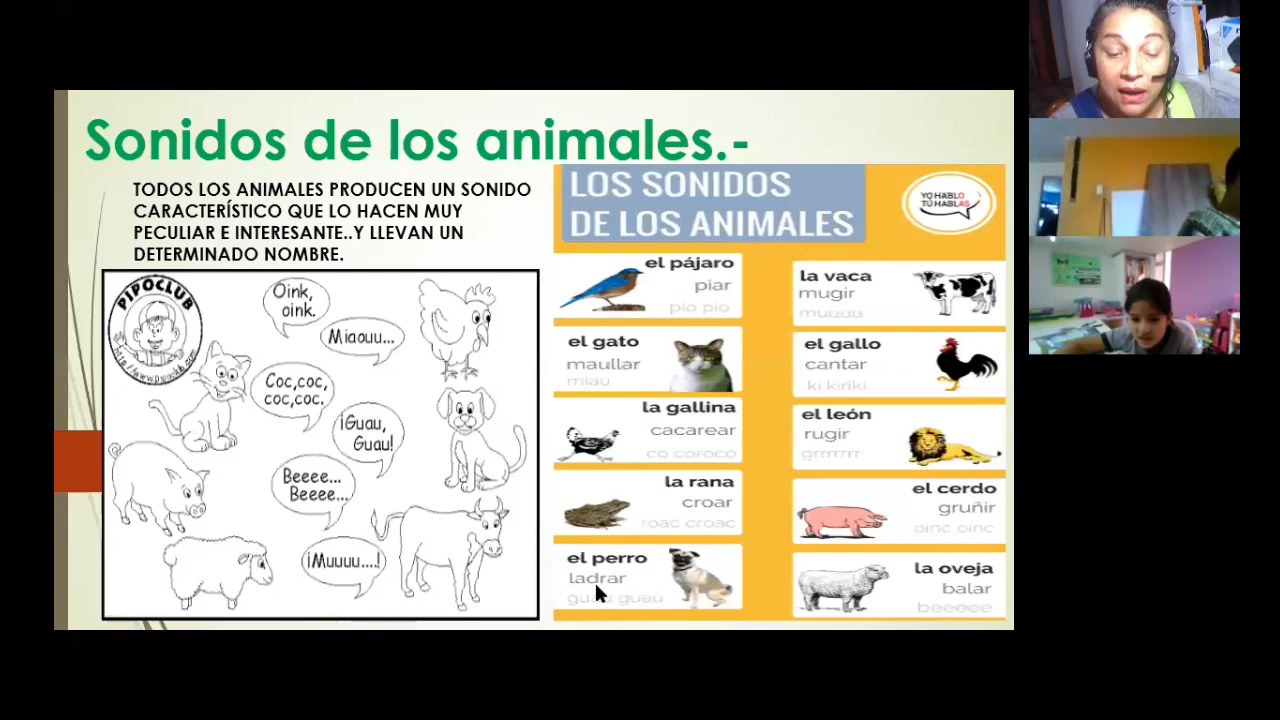 Sonidos de los animales.-
TODOS LOS ANIMALES PRODUCEN UN SONIDO
CARACTERÍSTICO QUE LO HACEN MUY
PECULIAR E INTERESANTE..Y LLEVAN UN
DETERMINADO NOMBRE.
PIPOCLUB
Oink,
oink.
Miaouu...
Coc,coc,
coc,coc.
¡Guau,
Guau!
Beeee...
Beeee...
¡Muuuu....!
LOS SONIDOS
DE LOS ANIMALES
YO HABLO
TÚ HABLAS
el pájaro
piar
pio pio
la vaca
mugir
muuuu
el gato
maullar
miau
el gallo
cantar
ki kiriki
la gallina
cacarear
co cococo
el león
rugir
grrrrrr
la rana
croar
roac croac
el cerdo
gruñir
oinc oinc
el perro
ladrar
guau guau
la oveja
balar
beeeee